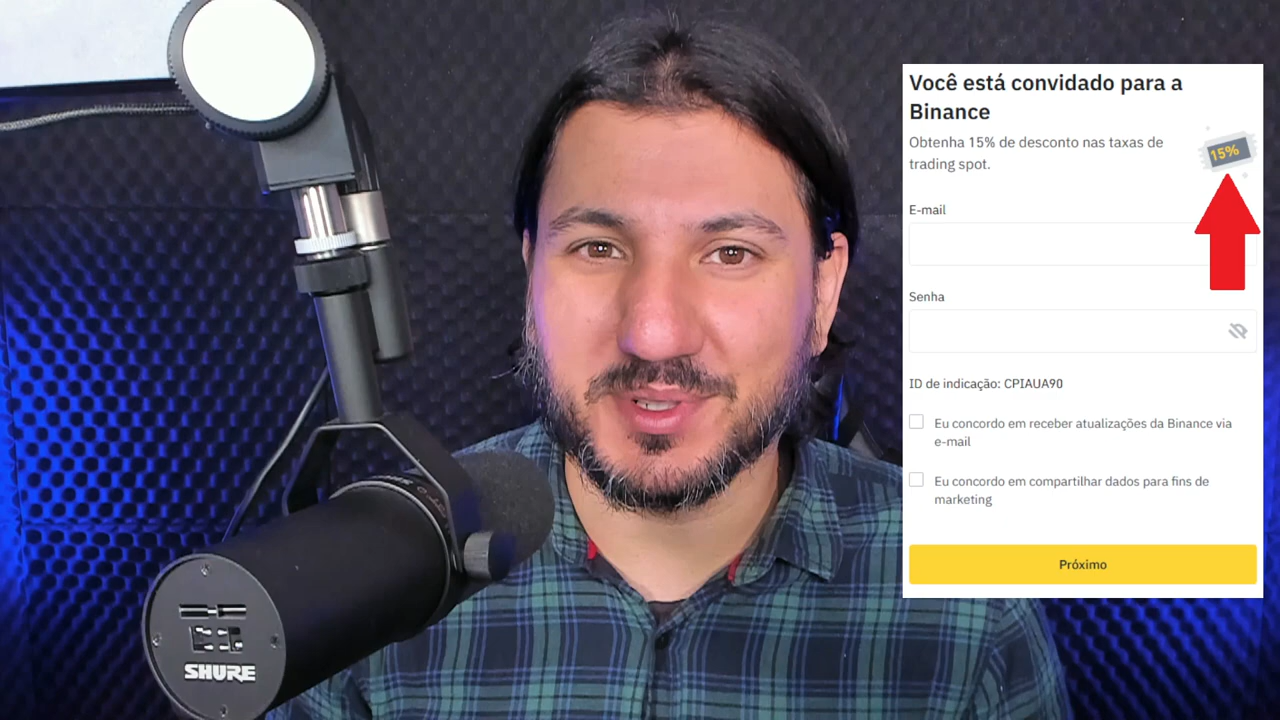 Você está convidado para a
Binance
Obtenha 15% de desconto nas taxas de
trading spot.
15%
E-mail
Senha
ID de indicação: CPIAUA90
Eu concordo em receber atualizações da Binance via
e-mail
Eu concordo em compartilhar dados para fins de
marketing
Próximo
SHURE